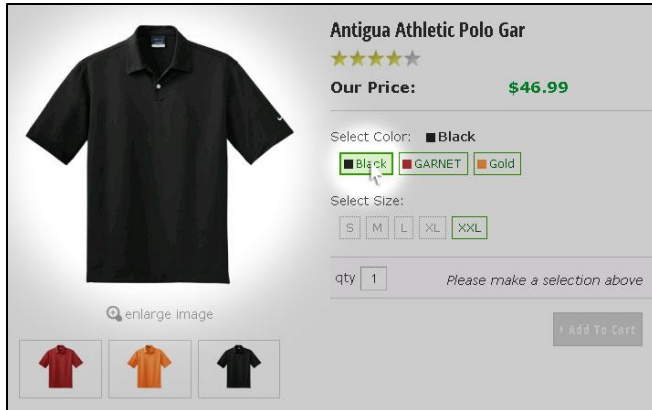 Antigua Athletic Polo Gar
Our Price: $46.99
Select Color: Black
Black GARNET Gold
Select Size:
S M L XL XXL
qty 1 Please make a selection above
enlarge image
+ Add To Cart